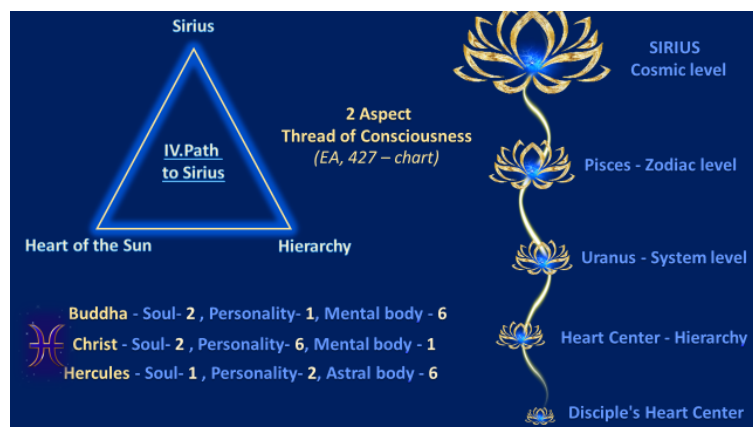 Sirius
IV.Path
to Sirius
Heart of the Sun
Hierarchy
2 Aspect
Thread of Consciousness
(EA, 427 – chart)
SIRIUS
Cosmic level
Pisces - Zodiac level
Uranus - System level
Heart Center - Hierarchy
Disciple's Heart Center
Buddha - Soul- 2 , Personality- 1, Mental body - 6
Christ - Soul- 2 , Personality- 6, Mental body - 1
Hercules - Soul- 1 , Personality- 2, Astral body - 6